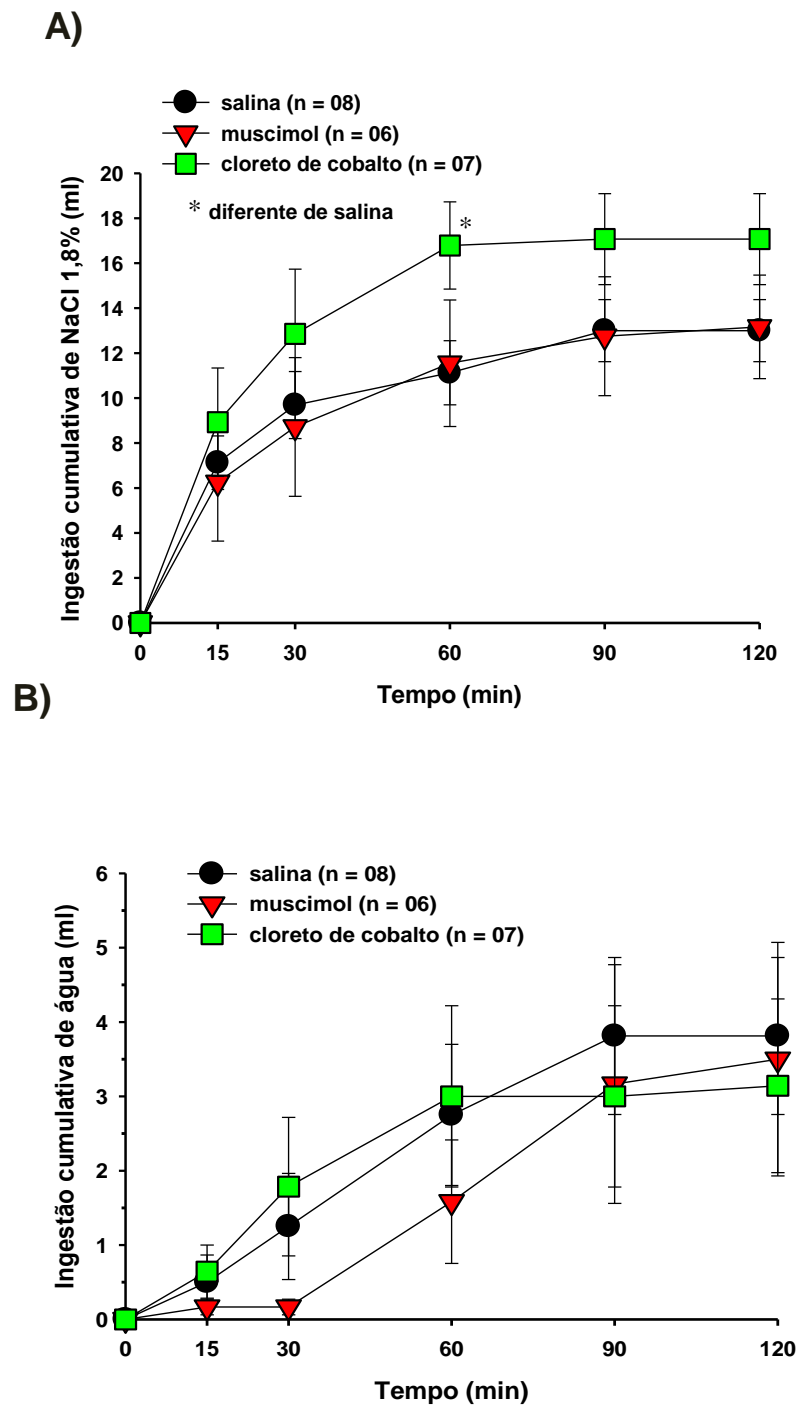 A)
salina (n = 08)
muscimol (n = 06)
cloreto de cobalto (n = 07)
* diferente de salina
*
Ingestão cumulativa de NaCl 1,8% (ml)
20
18
16
14
12
10
8
6
4
2
0
0 15 30 60 90 120
Tempo (min)
B)
salina (n = 08)
muscimol (n = 06)
cloreto de cobalto (n = 07)
Ingestão cumulativa de água (ml)
6
5
4
3
2
1
0
0 15 30 60 90 120
Tempo (min)